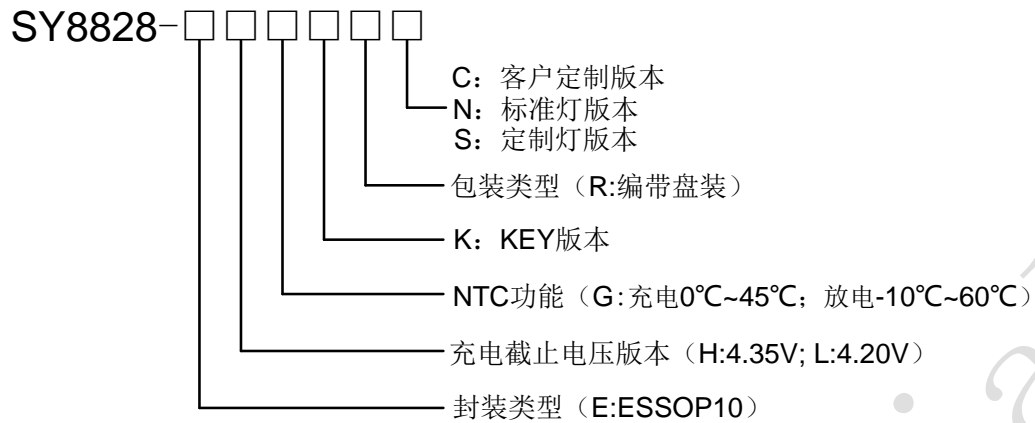 SY8828-□□□□□□
C：客户定制版本
N：标准灯版本
S：定制灯版本
包装类型（R:编带盘装）
K：KEY版本
NTC功能（G:充电0℃~45℃；放电-10℃~60℃）
充电截止电压版本（H:4.35V; L:4.20V）
封装类型（E:ESSOP10）